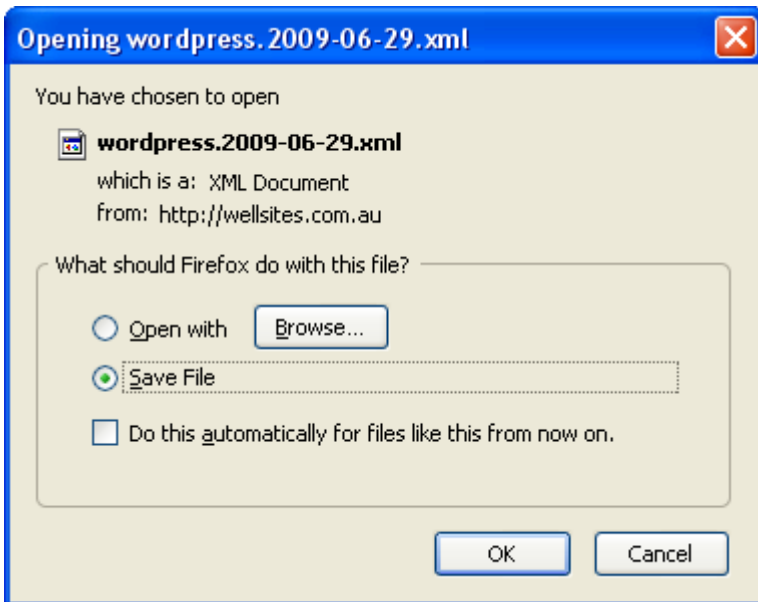 Opening wordpress.2009-06-29.xml
You have chosen to open
wordpress.2009-06-29.xml
which is a: XML Document
from: http://wellsites.com.au
What should Firefox do with this file?
Open with Browse...
Save File
Do this automatically for files like this from now on.
OK Cancel